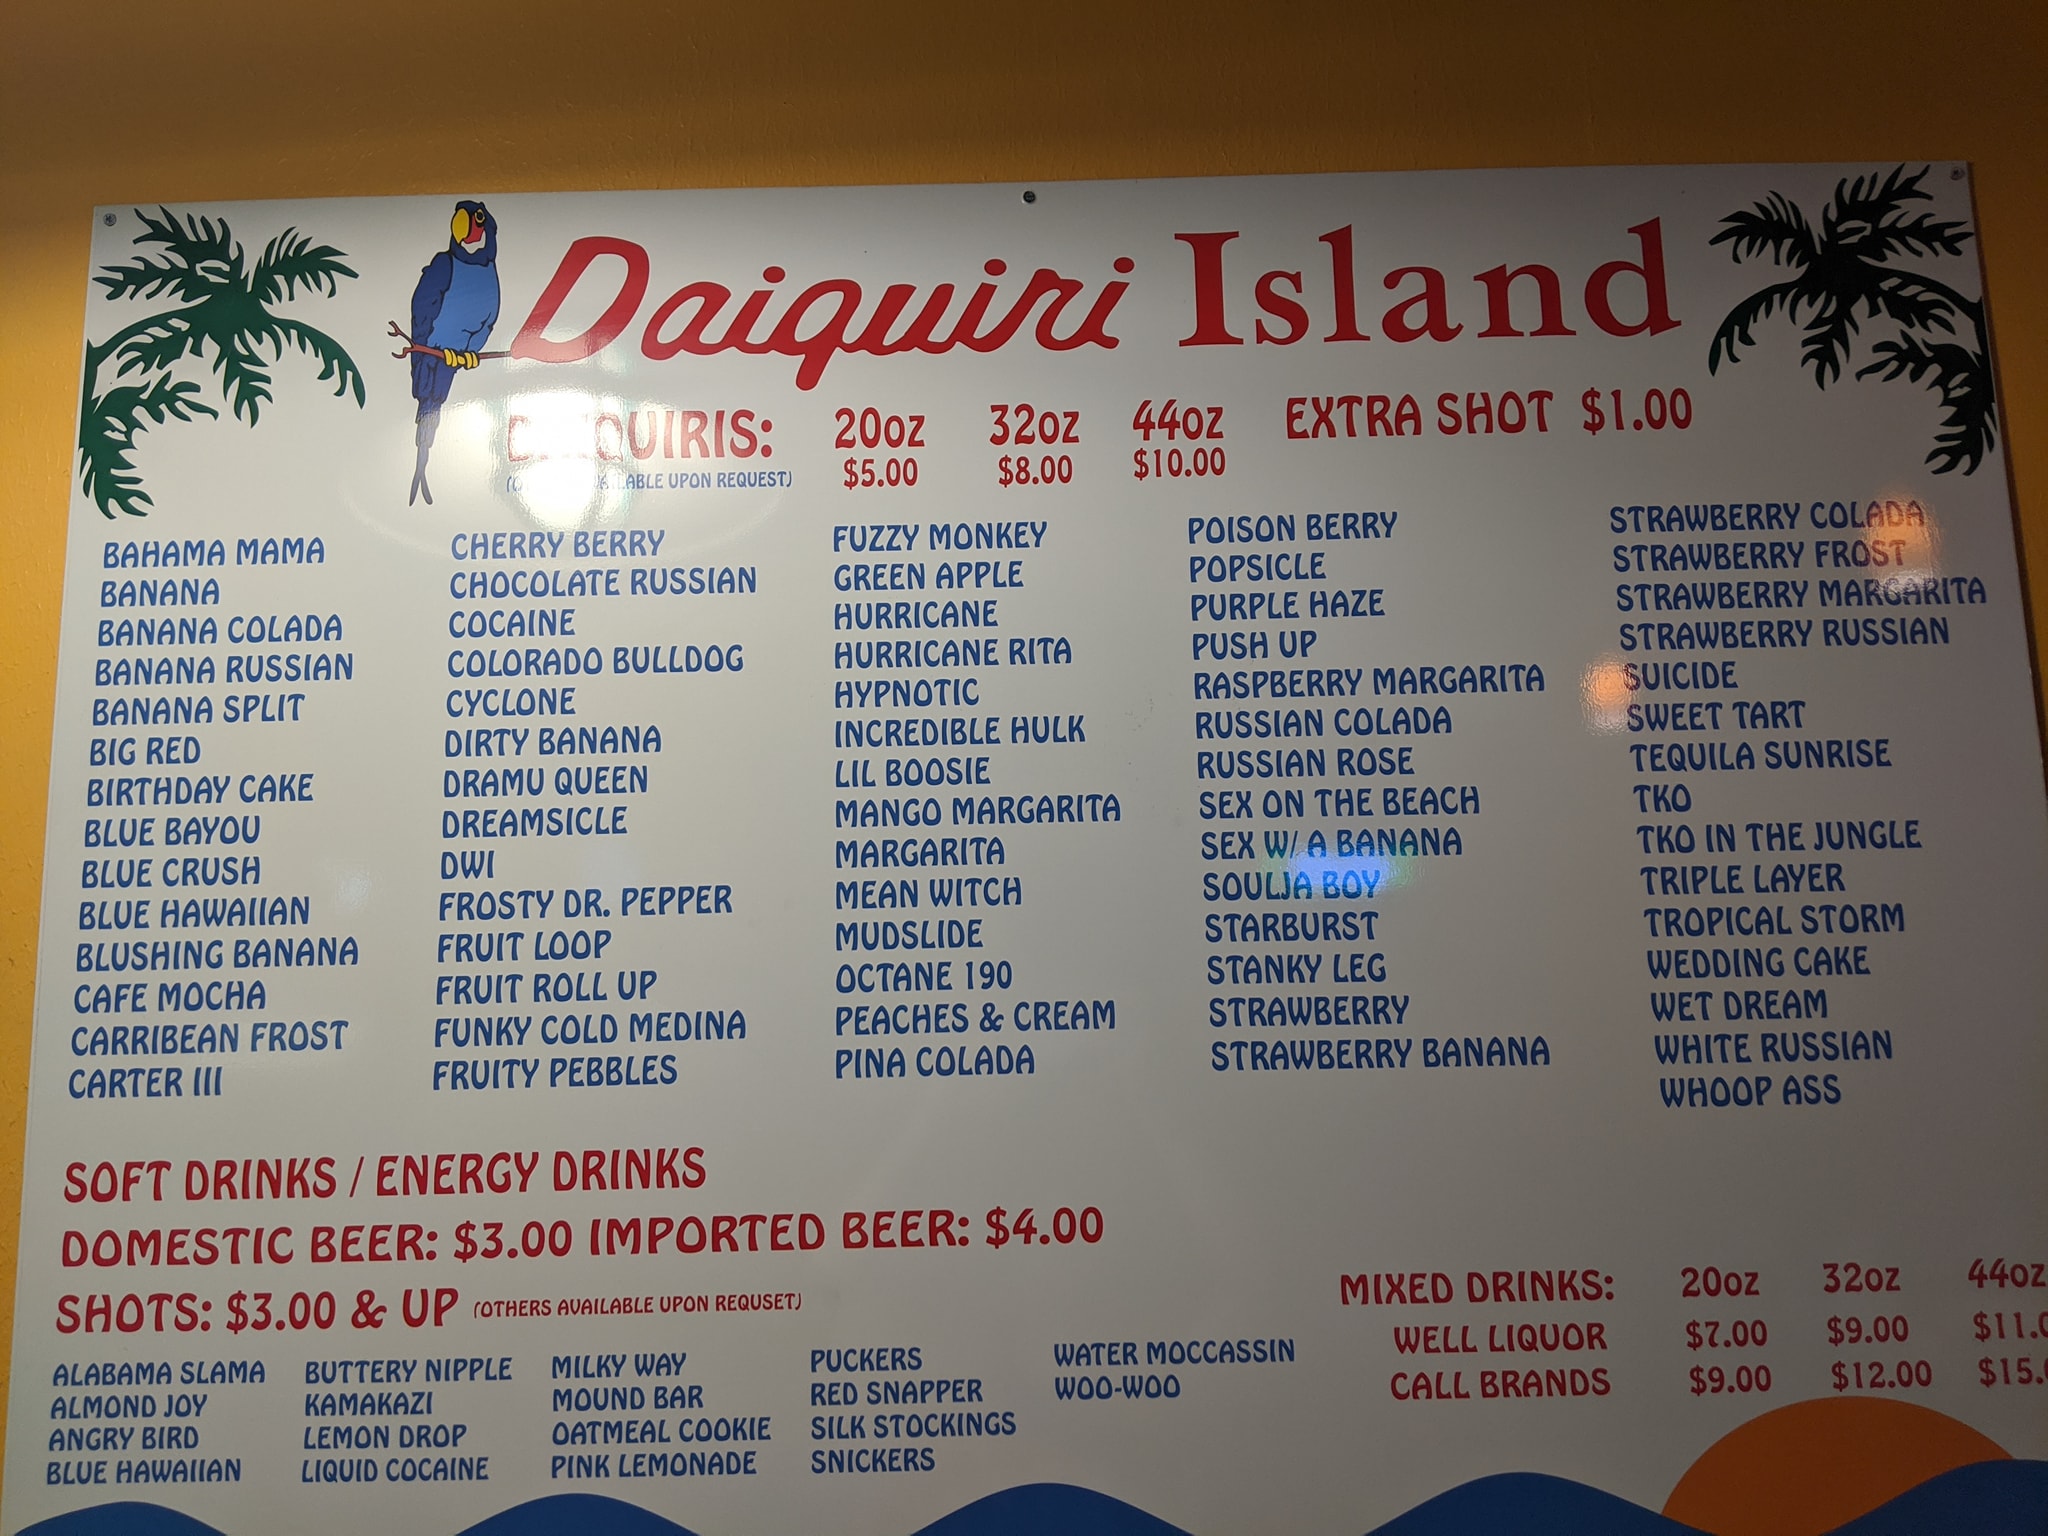 Daiquiri Island
DAIQUIRIS: 20oz 32oz 44oz EXTRA SHOT $1.00
$5.00 $8.00 $10.00
AVAILABLE UPON REQUEST)
BAHAMA MAMA
BANANA
BANANA COLADA
BANANA RUSSIAN
BANANA SPLIT
BIG RED
BIRTHDAY CAKE
BLUE BAYOU
BLUE CRUSH
BLUE HAWAIIAN
BLUSHING BANANA
CAFE MOCHA
CARRIBEAN FROST
CARTER III
CHERRY BERRY
CHOCOLATE RUSSIAN
COCAINE
COLORADO BULLDOG
CYCLONE
DIRTY BANANA
DRAMU QUEEN
DREAMSICLE
DWI
FROSTY DR. PEPPER
FRUIT LOOP
FRUIT ROLL UP
FUNKY COLD MEDINA
FRUITY PEBBLES
FUZZY MONKEY
GREEN APPLE
HURRICANE
HURRICANE RITA
HYPNOTIC
INCREDIBLE HULK
LIL BOOSIE
MANGO MARGARITA
MARGARITA
MEAN WITCH
MUDSLIDE
OCTANE 190
PEACHES & CREAM
PINA COLADA
POISON BERRY
POPSICLE
PURPLE HAZE
PUSH UP
RASPBERRY MARGARITA
RUSSIAN COLADA
RUSSIAN ROSE
SEX ON THE BEACH
SEX W/ A BANANA
SOULJA BOY
STARBURST
STANKY LEG
STRAWBERRY
STRAWBERRY BANANA
STRAWBERRY COLADA
STRAWBERRY FROST
STRAWBERRY MARGARITA
STRAWBERRY RUSSIAN
SUICIDE
SWEET TART
TEQUILA SUNRISE
TKO
TKO IN THE JUNGLE
TRIPLE LAYER
TROPICAL STORM
WEDDING CAKE
WET DREAM
WHITE RUSSIAN
WHOOP ASS
SOFT DRINKS / ENERGY DRINKS
DOMESTIC BEER: $3.00 IMPORTED BEER: $4.00
SHOTS: $3.00 & UP (OTHERS AVAILABLE UPON REQUSET)
ALABAMA SLAMA
ALMOND JOY
ANGRY BIRD
BLUE HAWAIIAN
BUTTERY NIPPLE
KAMAKAZI
LEMON DROP
LIQUID COCAINE
MILKY WAY
MOUND BAR
OATMEAL COOKIE
PINK LEMONADE
PUCKERS
RED SNAPPER
SILK STOCKINGS
SNICKERS
WATER MOCCASSIN
WOO-WOO
MIXED DRINKS: 20oz 32oz 44oz
WELL LIQUOR $7.00 $9.00 $11.0
CALL BRANDS $9.00 $12.00 $15.